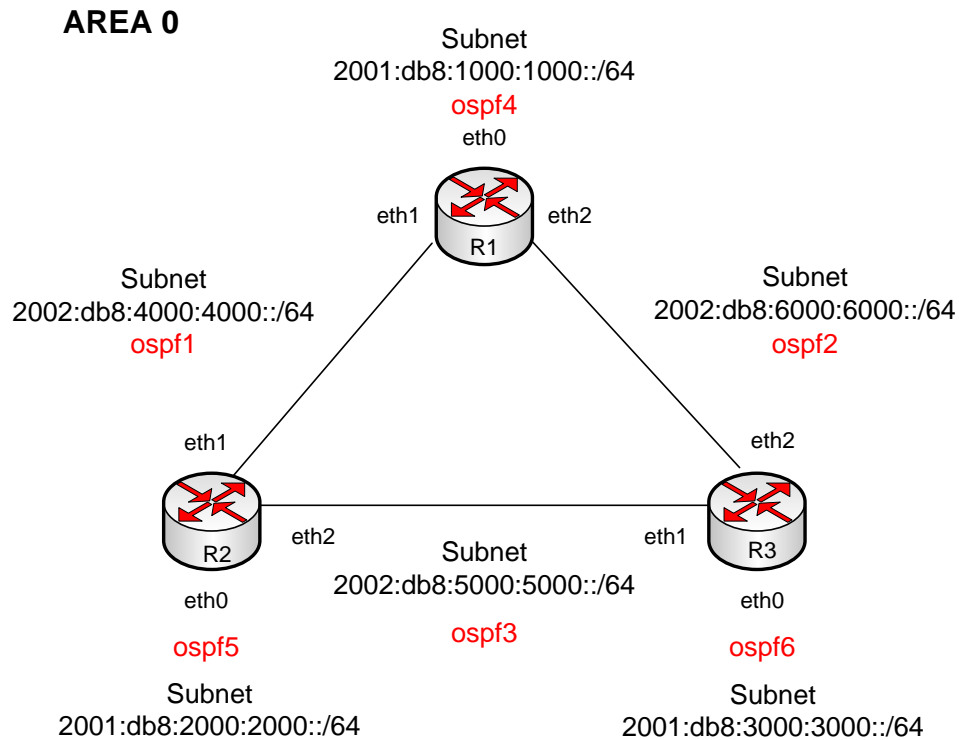 AREA 0
Subnet
2001:db8:1000:1000::/64
ospf4
eth0
eth1
eth2
R1
Subnet
2002:db8:4000:4000::/64
ospf1
Subnet
2002:db8:6000:6000::/64
ospf2
eth1
eth2
R2
eth2
eth1
R3
Subnet
2002:db8:5000:5000::/64
ospf3
eth0
ospf5
Subnet
2001:db8:2000:2000::/64
eth0
ospf6
Subnet
2001:db8:3000:3000::/64